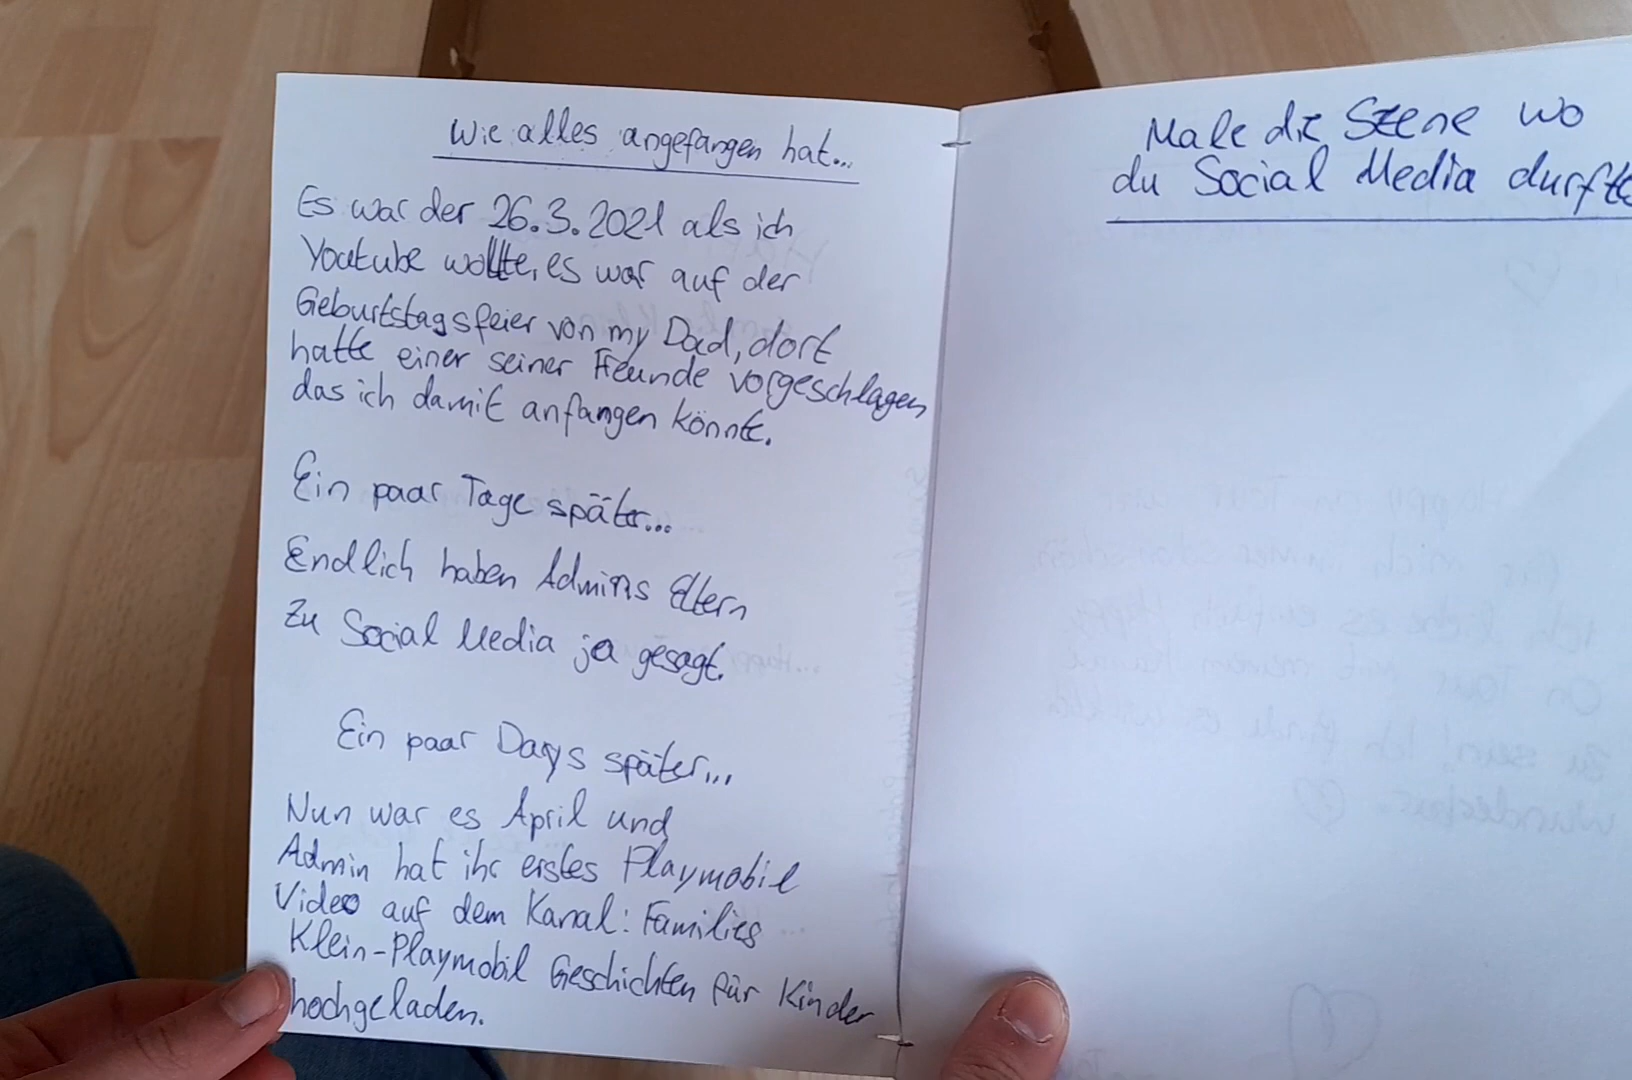 Wie alles angefangen hat...
Es war der 26.3.2021 als ich
Youtube wollte, es war auf der
Geburtstagsfeier von my Dad, dort
hatte einer seiner Freunde vorgeschlagen
das ich damit anfangen könnte.
Ein paar Tage später...
Endlich haben Admins Eltern
zu Social Media ja gesagt.
Ein paar Days später...
Nun war es April und
Admin hat ihr erstes Playmobil
Video auf dem Kanal: Families
Klein-Playmobil Geschichten für Kinder
hochgeladen.
Male die Szene wo
du Social Media durfte